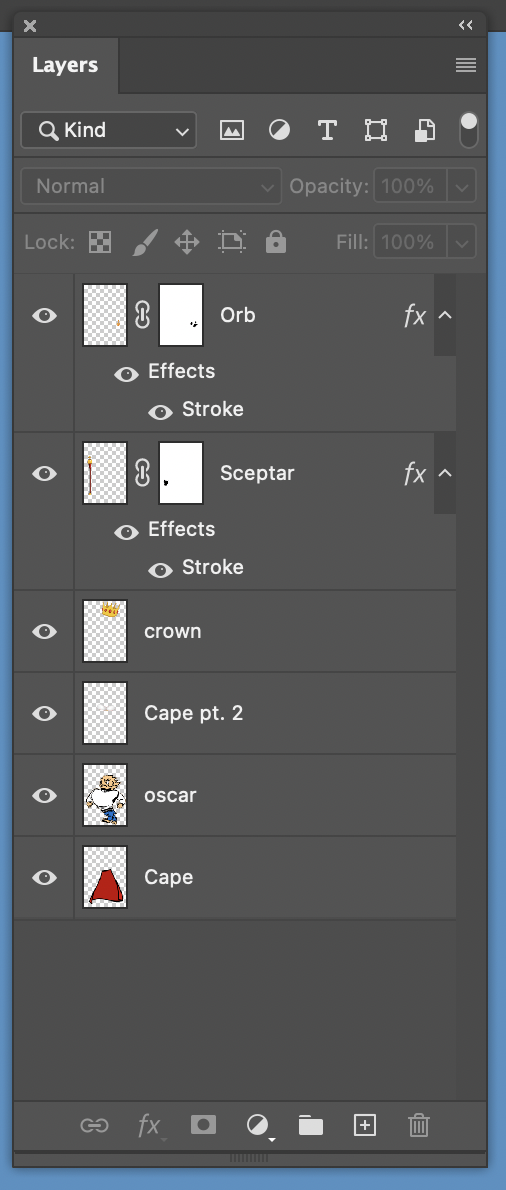 Layers
Kind
Normal Opacity: 100%
Lock: Fill: 100%
Orb fx
Effects
Stroke
Sceptar fx
Effects
Stroke
crown
Cape pt. 2
oscar
Cape
fx